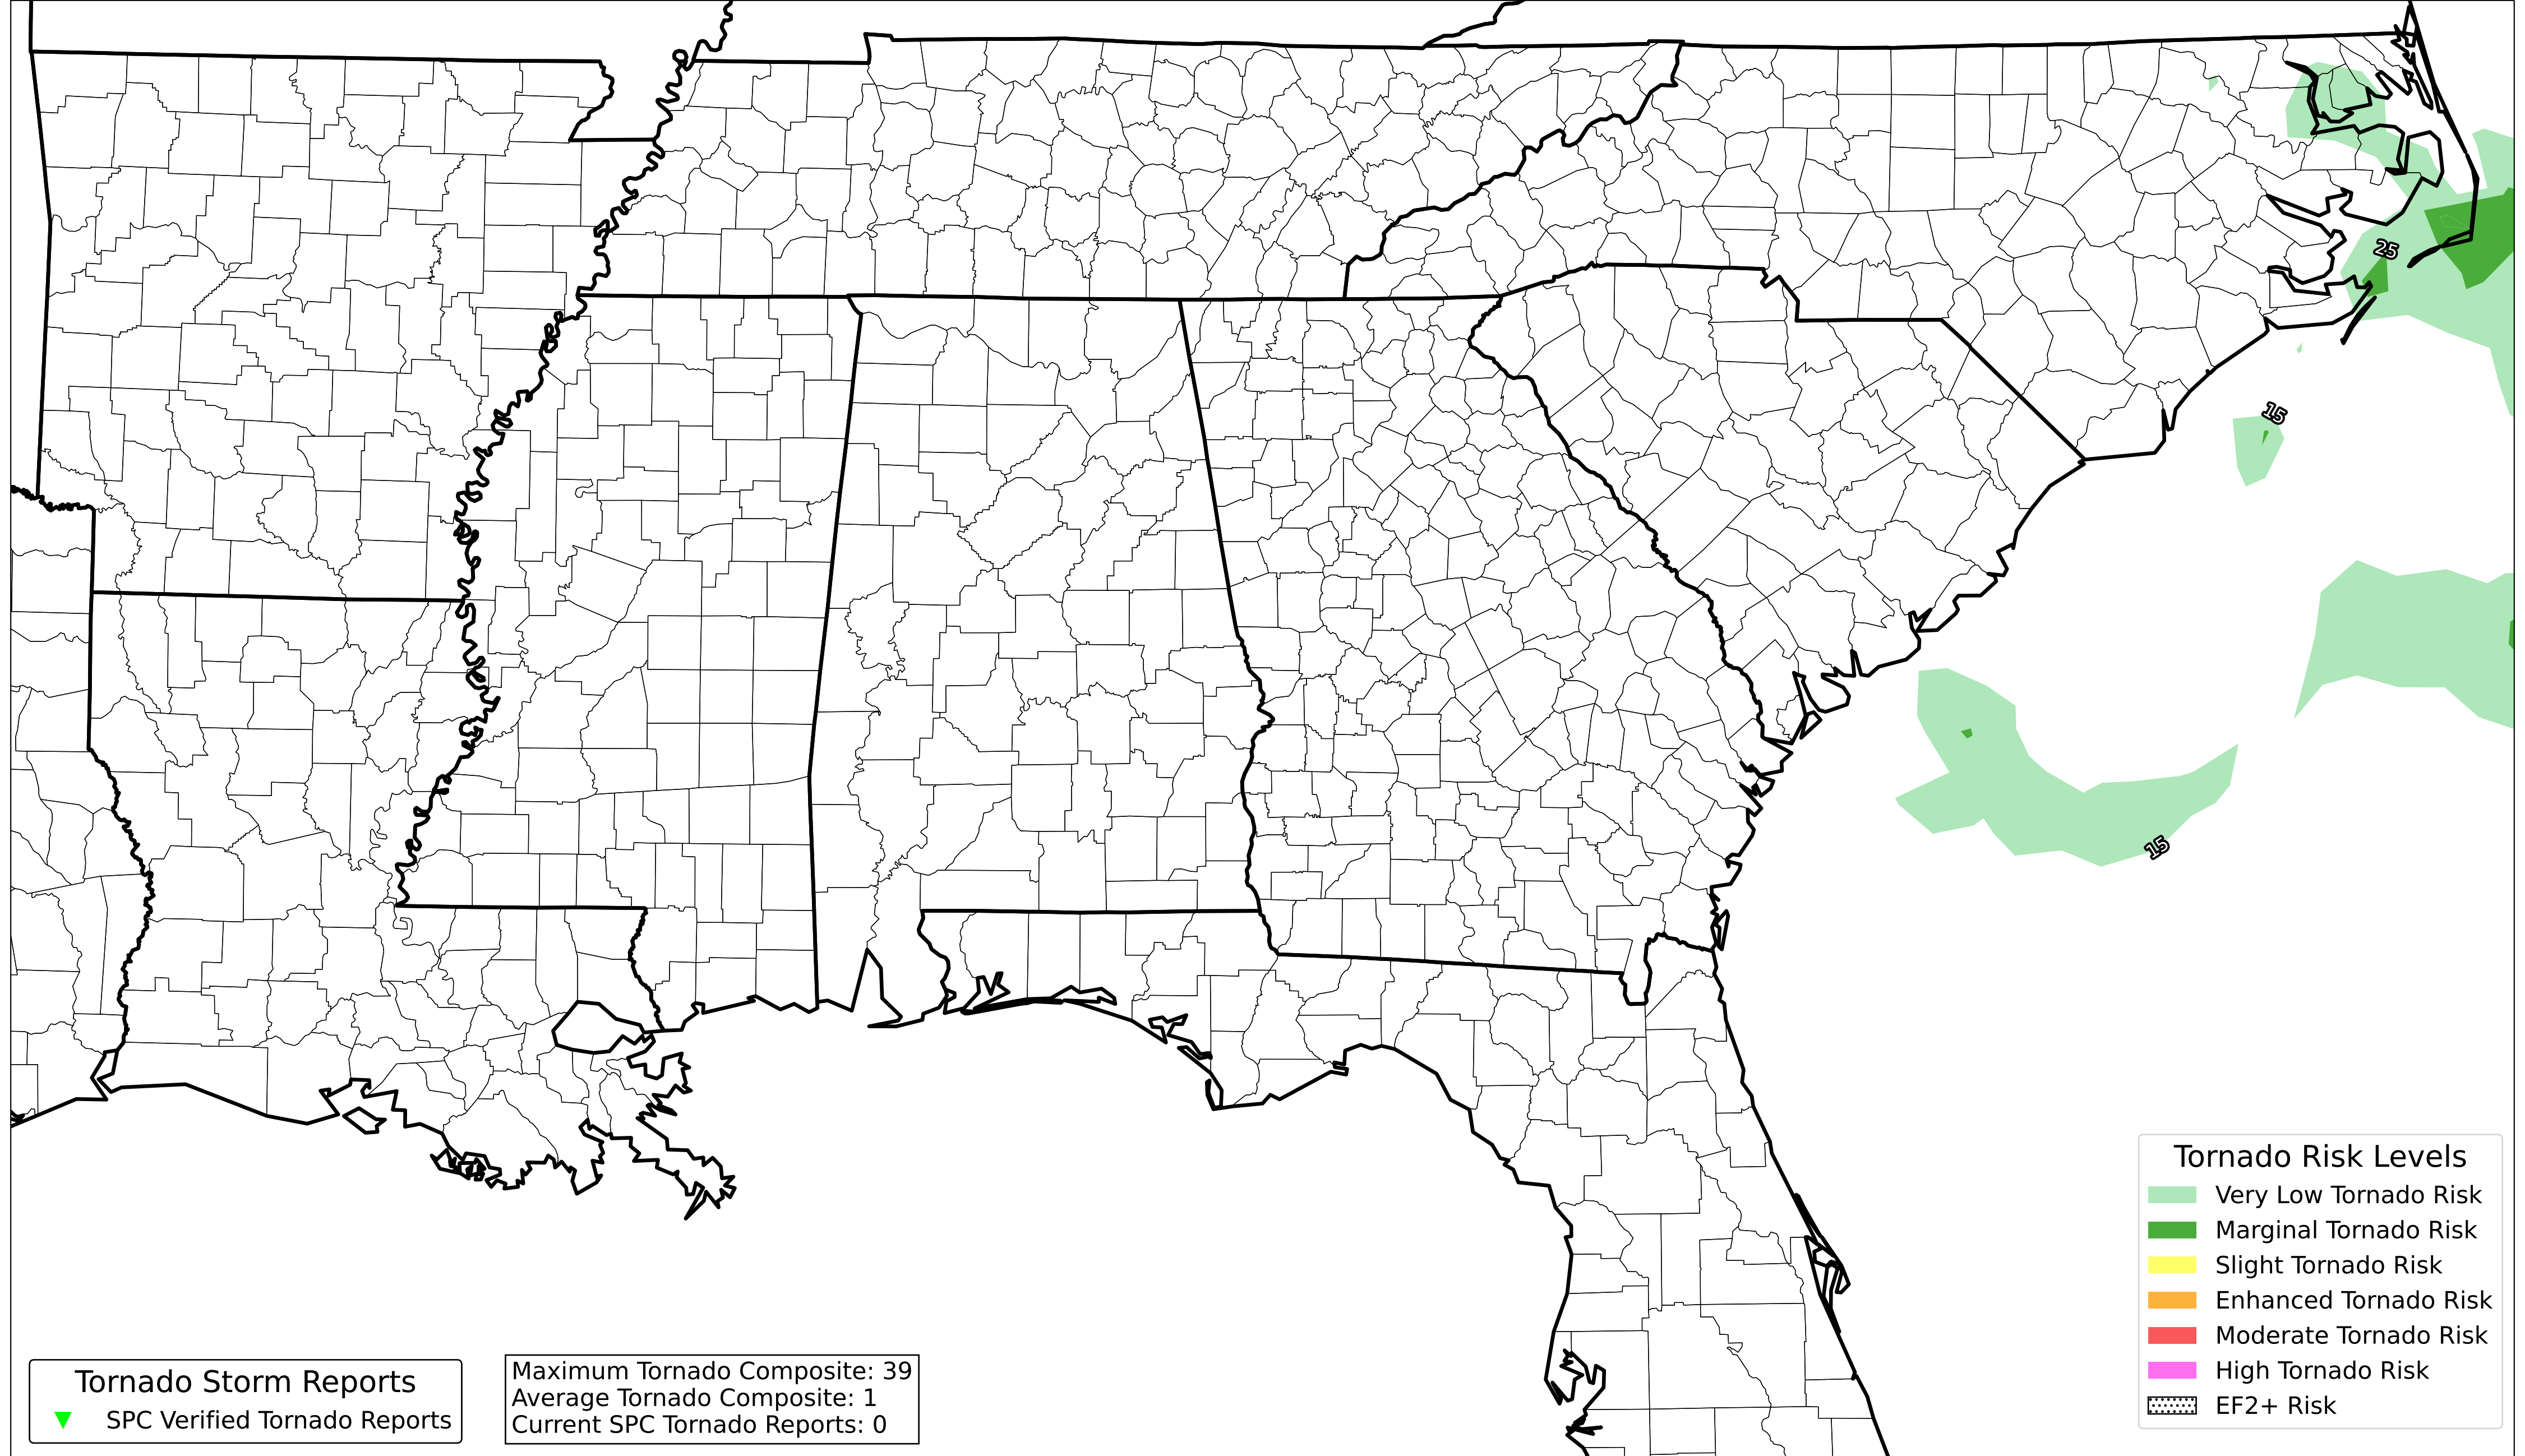 25
15
15
Tornado Risk Levels
Very Low Tornado Risk
Marginal Tornado Risk
Slight Tornado Risk
Enhanced Tornado Risk
Moderate Tornado Risk
High Tornado Risk
EF2+ Risk
Tornado Storm Reports
SPC Verified Tornado Reports
Maximum Tornado Composite: 39
Average Tornado Composite: 1
Current SPC Tornado Reports: 0